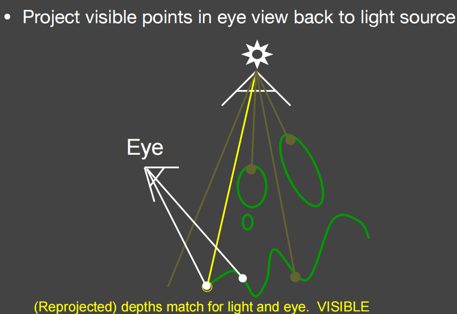 • Project visible points in eye view back to light source
Eye
(Reprojected) depths match for light and eye. VISIBLE